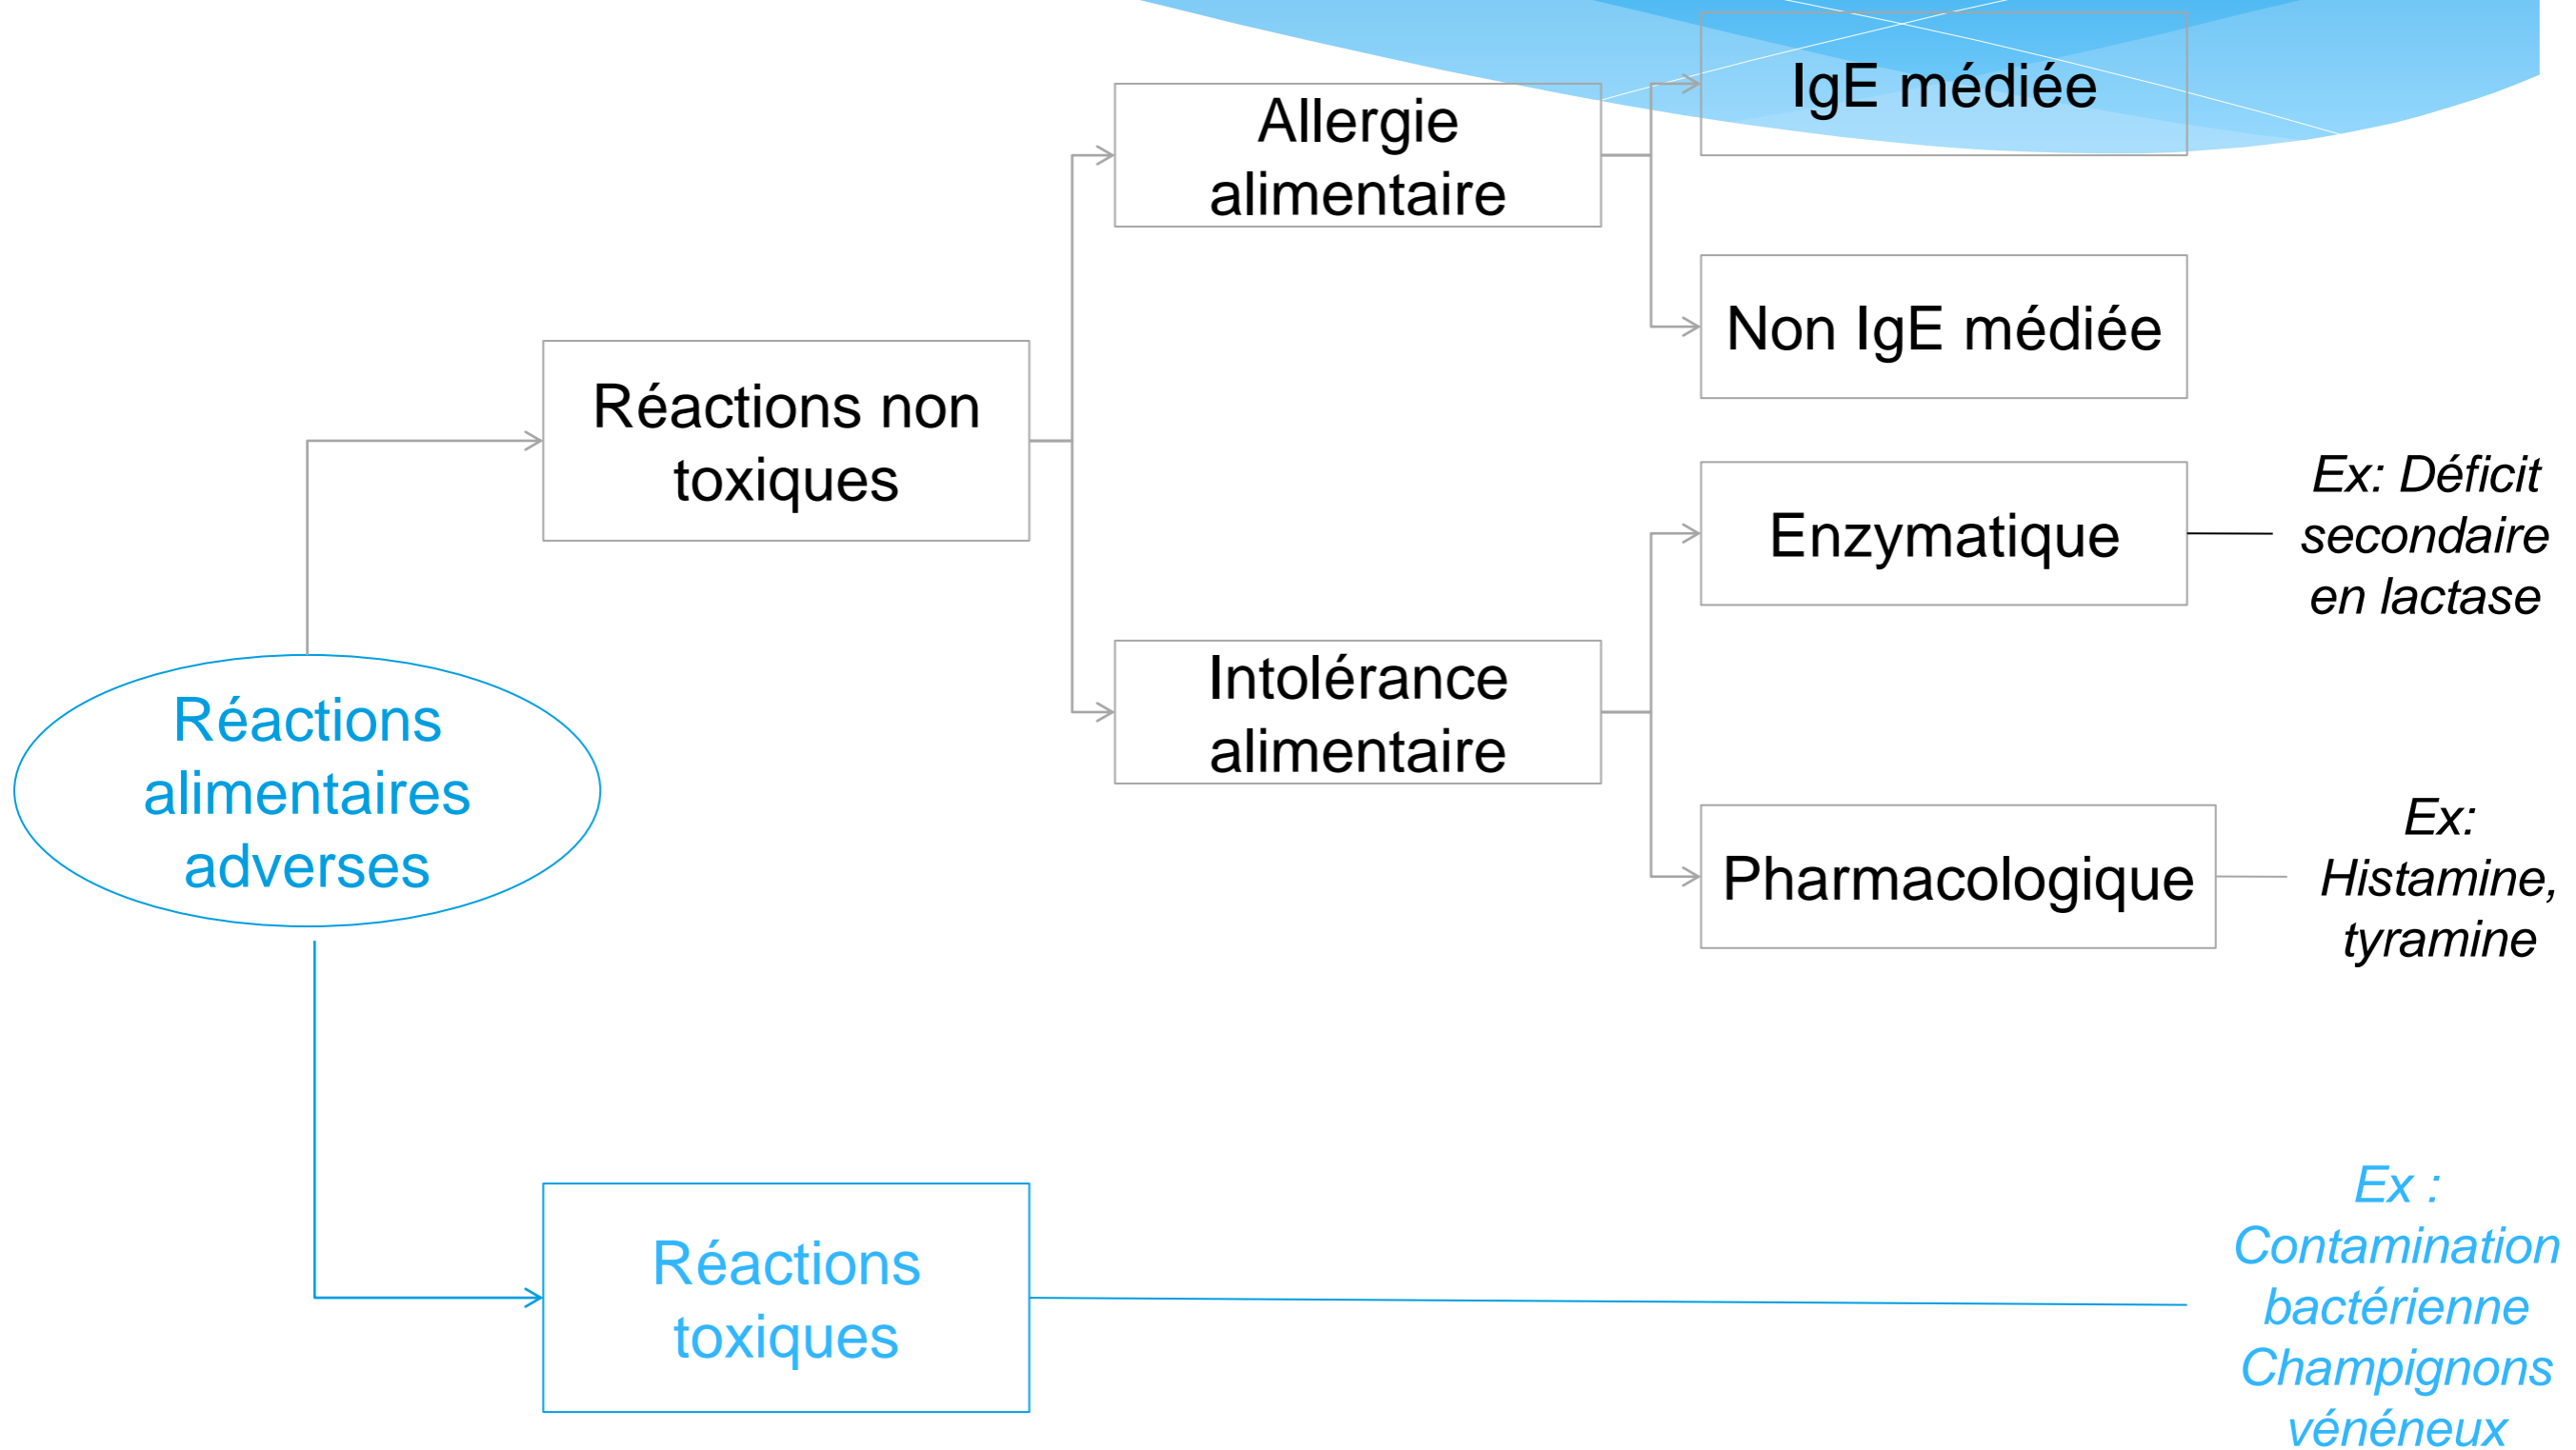 IgE médiée
Allergie
alimentaire
Non IgE médiée
Réactions non
toxiques
Ex: Déficit
secondaire
en lactase
Enzymatique
Intolérance
alimentaire
Réactions
alimentaires
adverses
Pharmacologique
Ex:
Histamine,
tyramine
Réactions
toxiques
Ex :
Contamination
bactérienne
Champignons
vénéneux